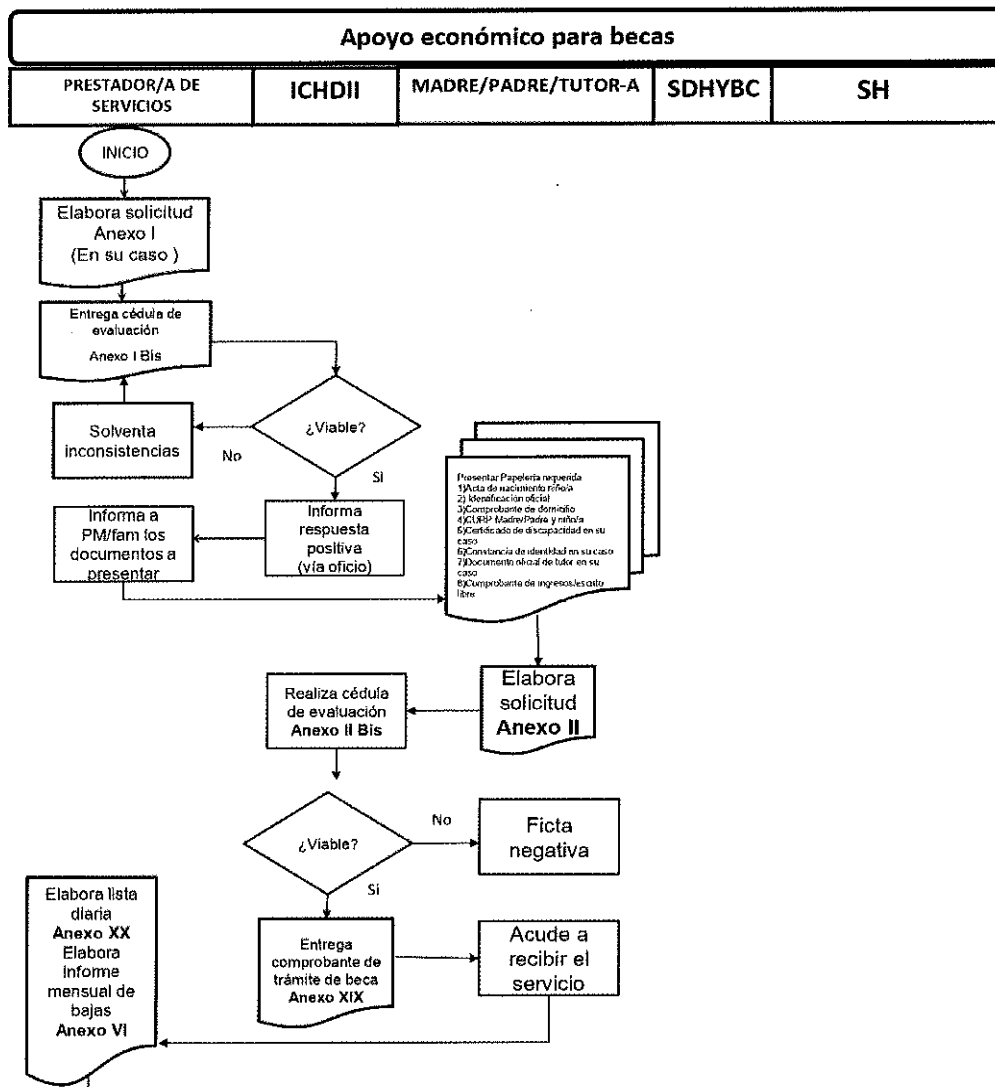 Apoyo económico para becas
PRESTADOR/A DE
SERVICIOS
ICHDII
MADRE/PADRE/TUTOR-A
SDHYBC
SH
INICIO
Elabora solicitud
Anexo I
(En su caso )
Entrega cédula de
evaluación
Anexo I Bis
¿Viable?
No
Solventa
inconsistencias
Si
Informa
respuesta
positiva
(vía oficio)
Informa a
PM/fam los
documentos a
presentar
Presentar Papelería requerida
1)Acta de nacimiento niño/a
2) Identificación oficial
3)Comprobante de domicilio
4)CURP Madre/Padre y niño/a
5)Certificado de discapacidad en su
caso
6)Constancia de identidad en su caso
7)Documento oficial de tutor en su
caso
8)Comprobante de ingresos/escrito
libre
Elabora
solicitud
Anexo II
Realiza cédula
de evaluación
Anexo II Bis
¿Viable?
No
Ficta
negativa
Si
Entrega
comprobante de
trámite de beca
Anexo XIX
Acude a
recibir el
servicio
Elabora lista
diaria
Anexo XX
Elabora
informe
mensual de
bajas
Anexo VI